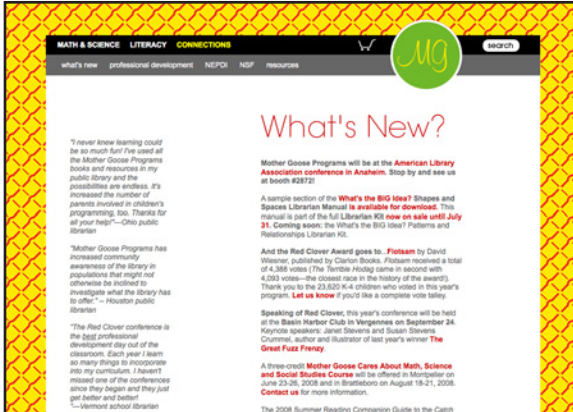 MATH & SCIENCE LITERACY CONNECTIONS
MG
search
what's new professional development NEPDI NSF resources
What's New?
"I never knew learning could
be so much fun! I've used all
the Mother Goose Programs
books and resources in my
public library and the
possibilities are endless. It's
increased the number of
parents involved in children's
programming, too. Thanks for
all your help!"—Ohio public
librarian
"Mother Goose Programs has
increased community
awareness of the library in
populations that might not
otherwise be inclined to
investigate what the library has
to offer." – Houston public
librarian
"The Red Clover conference is
the best professional
development day out of the
classroom. Each year I learn
so many things to incorporate
into my curriculum. I haven't
missed one of the conferences
since they began and they just
get better and better!
"—Vermont school librarian
Mother Goose Programs will be at the American Library
Association conference in Anaheim. Stop by and see us
at booth #2872!
A sample section of the What's the BIG Idea? Shapes and
Spaces Librarian Manual is available for download. This
manual is part of the full Librarian Kit now on sale until July
31. Coming soon: the What's the BIG Idea? Patterns and
Relationships Librarian Kit.
And the Red Clover Award goes to...Flotsam by David
Wiesner, published by Clarion Books. Flotsam received a total
of 4,388 votes (The Terrible Hodag came in second with
4,093 votes—the closest race in the history of the award!).
Thank you to the 23,620 K-4 children who voted in this year's
program. Let us know if you'd like a complete vote talley.
Speaking of Red Clover, this year's conference will be held
at the Basin Harbor Club in Vergennes on September 24.
Keynote speakers: Janet Stevens and Susan Stevens
Crummel, author and illustrator of last year's winner The
Great Fuzz Frenzy.
A three-credit Mother Goose Cares About Math, Science
and Social Studies Course will be offered in Montpelier on
June 23-26, 2008 and in Brattleboro on August 18-21, 2008.
Contact us for more information.
The 2008 Summer Reading Companion Guide to the Catch